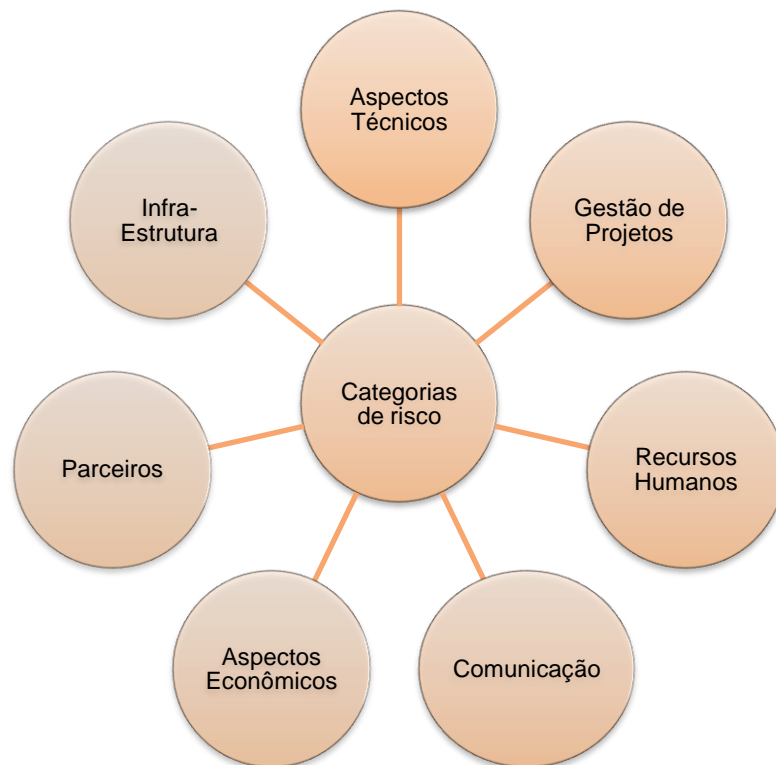 Aspectos
Técnicos
Gestão de
Projetos
Infra-
Estrutura
Categorias
de risco
Recursos
Humanos
Parceiros
Comunicação
Aspectos
Econômicos